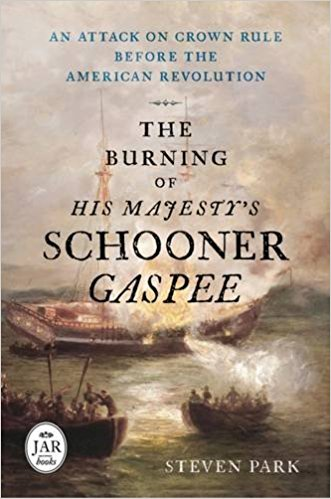 AN ATTACK ON CROWN RULE
BEFORE THE
AMERICAN REVOLUTION
THE
BURNING
OF
HIS MAJESTY'S
SCHOONER
GASPEE
JAR
books
STEVEN PARK